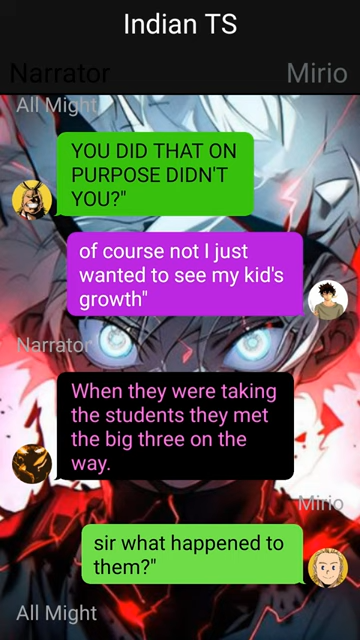 Indian TS
Narrator
Mirio
All Might
YOU DID THAT ON
PURPOSE DIDN'T
YOU?"
of course not I just
wanted to see my kid's
growth"
Narrator
When they were taking
the students they met
the big three on the
way.
Mirio
sir what happened to
them?"
All Might